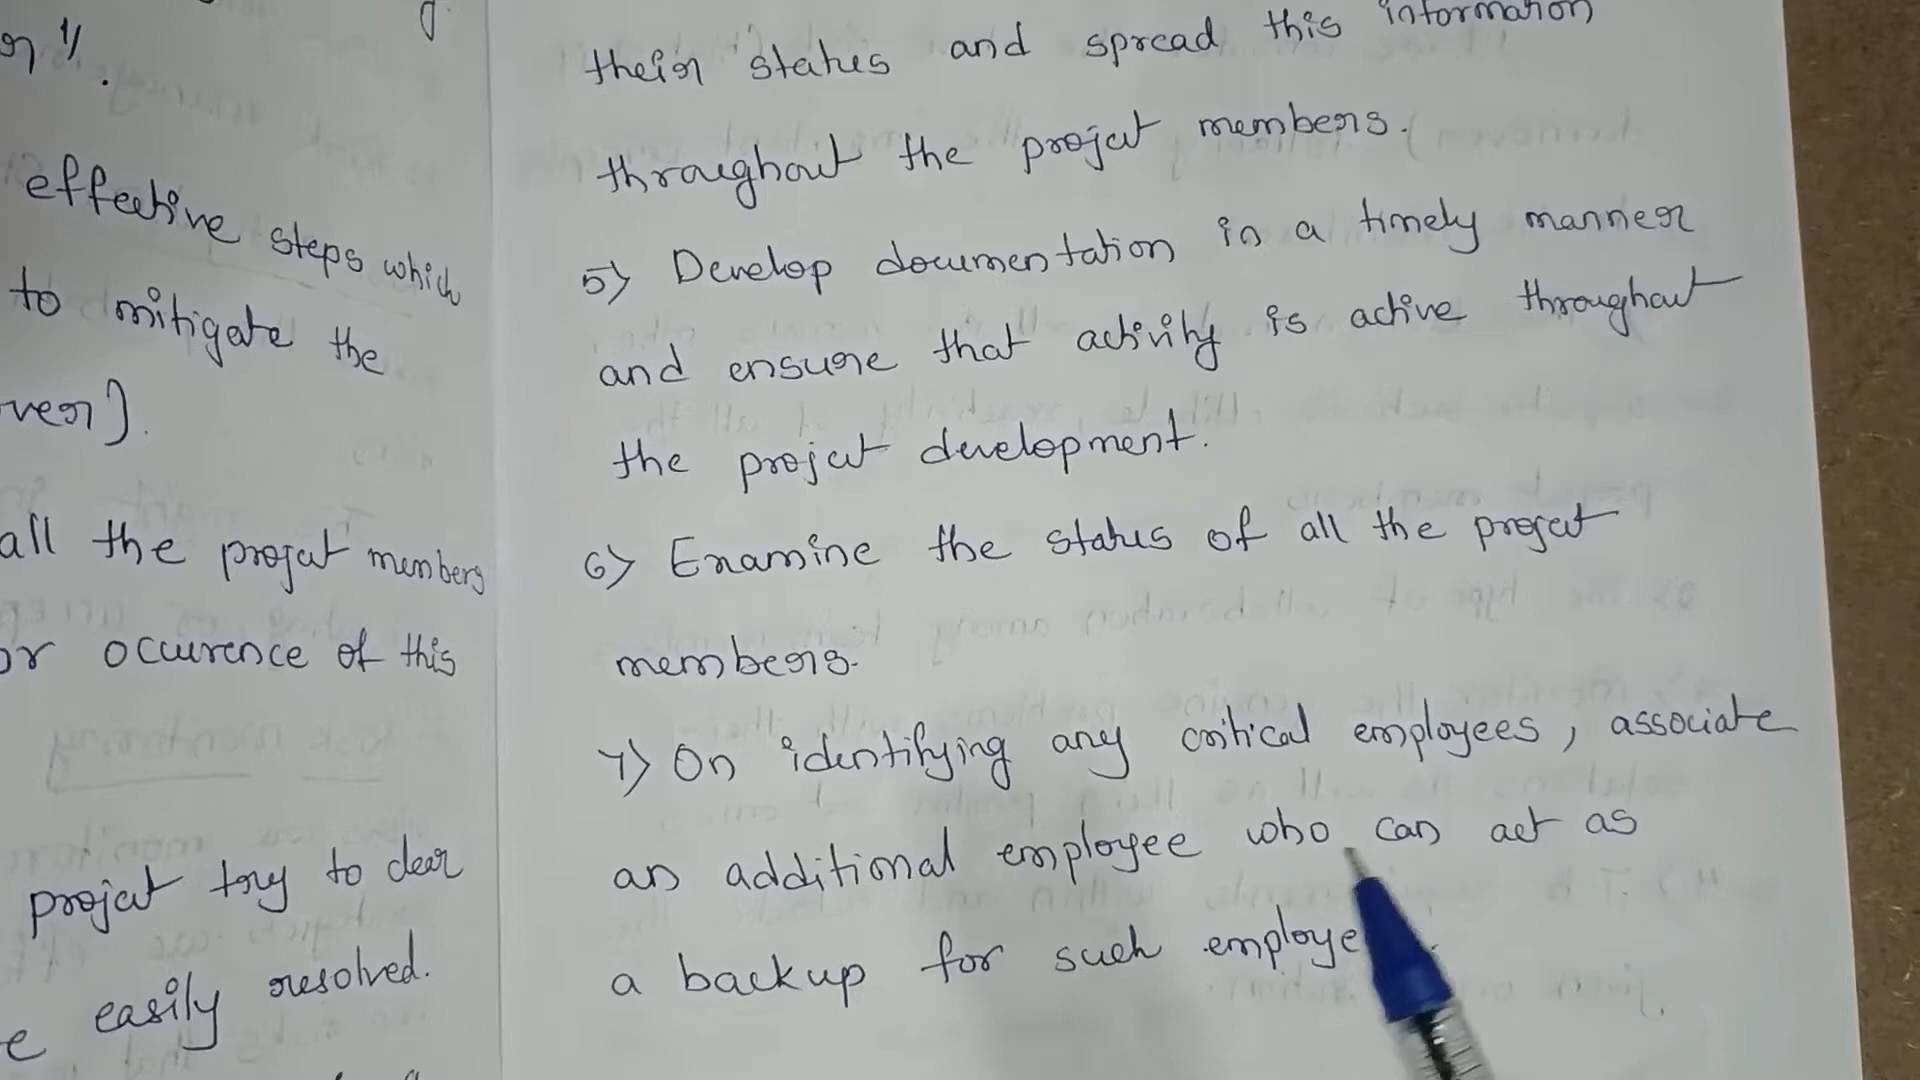 effective steps which
to mitigate the
all the project members
or occurence of this
project try to clear
easily resolved.
their status and spread this information
throughout the project members.
5) Develop documentation in a timely manner
and ensure that activity is active throughout
the project development.
6) Examine the status of all the project
members.
7) On identifying any critical employees, associate
an additional employee who can act as
a backup for such